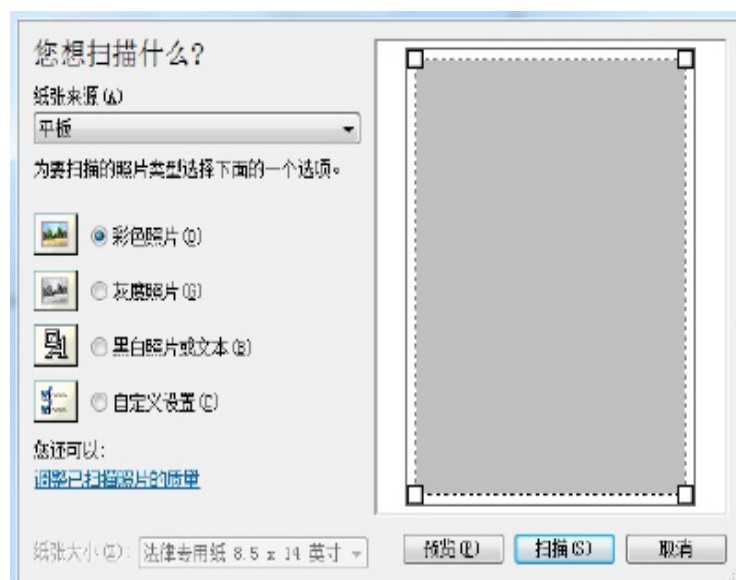 您想扫描什么?
纸张来源(A)
平板
为要扫描的照片类型选择下面的一个选项。
彩色照片(O)
灰度照片(G)
黑白照片或文本(B)
自定义设置(C)
您还可以:
调整已扫描照片的质量
纸张大小(Z): 法律专用纸 8.5 x 14 英寸
预览(P) 扫描(S) 取消